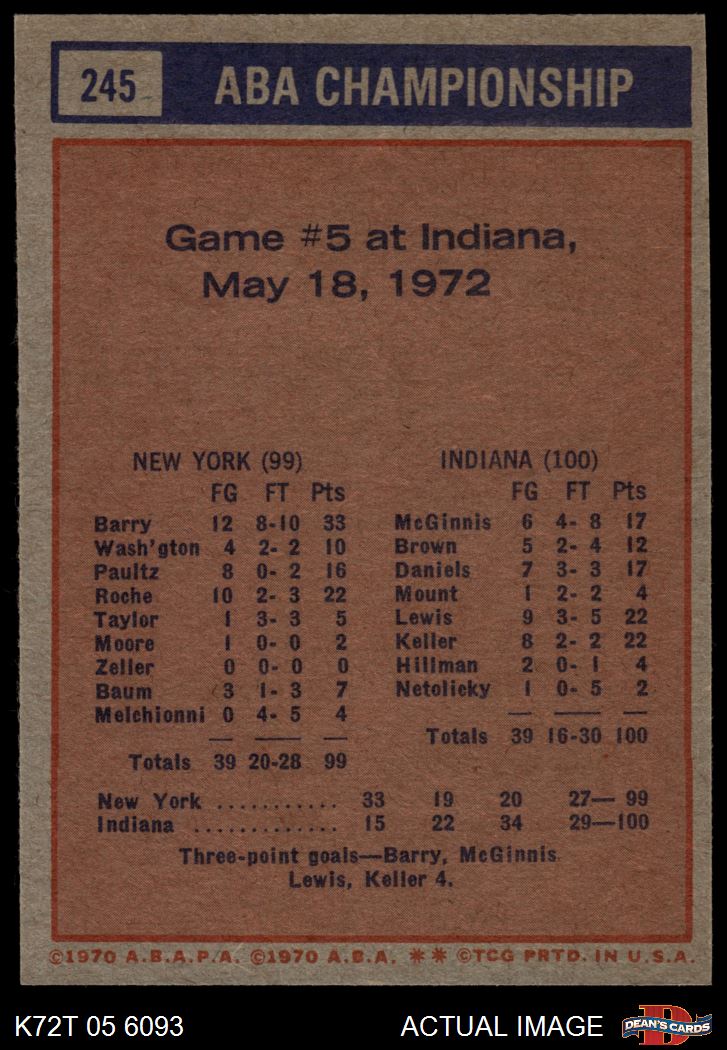 245 ABA CHAMPIONSHIP
Game #5 at Indiana,
May 18, 1972
NEW YORK (99)
FG FT Pts
Barry 12 8-10 33
Wash'gton 4 2- 2 10
Paultz 8 0- 2 16
Roche 10 2- 3 22
Taylor 1 3- 3 5
Moore 1 0- 0 2
Zeller 0 0- 0 0
Baum 3 1- 3 7
Melchionni 0 4- 5 4
Totals 39 20-28 99
INDIANA (100)
FG FT Pts
McGinnis 6 4- 8 17
Brown 5 2- 4 12
Daniels 7 3- 3 17
Mount 1 2- 2 4
Lewis 9 3- 5 22
Keller 8 2- 2 22
Hillman 2 0- 1 4
Netolicky 1 0- 5 2
Totals 39 16-30 100
New York ........... 33 19 20 27— 99
Indiana ............. 15 22 34 29—100
Three-point goals—Barry, McGinnis
Lewis, Keller 4.
©1970 A.B.A.P.A. ©1970 A.B.A. ** ©TCG PRTD. IN U.S.A.
K72T 05 6093 ACTUAL IMAGE DEAN'S CARDS